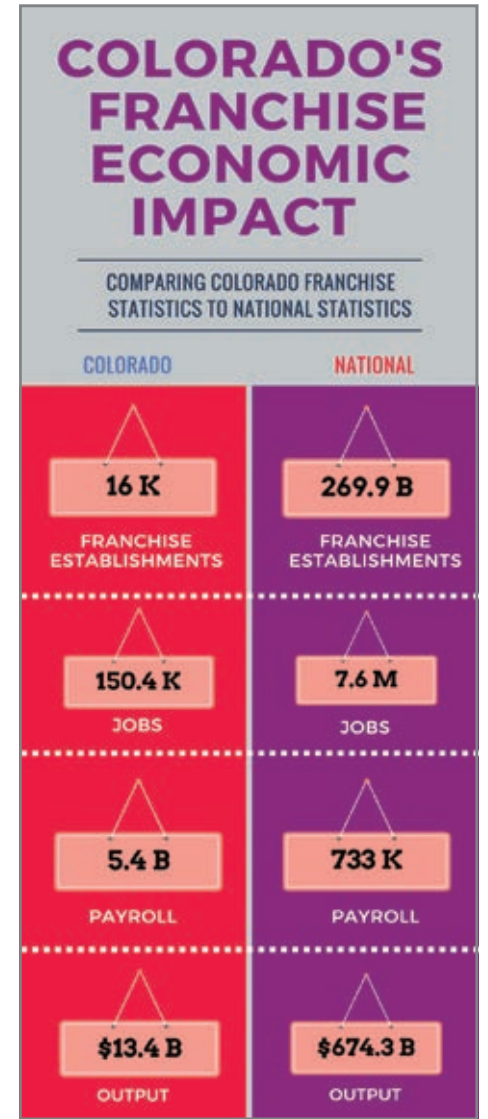 COLORADO'S
FRANCHISE
ECONOMIC
IMPACT
COMPARING COLORADO FRANCHISE
STATISTICS TO NATIONAL STATISTICS
COLORADO
NATIONAL
16 K
FRANCHISE
ESTABLISHMENTS
269.9 B
FRANCHISE
ESTABLISHMENTS
150.4 K
JOBS
7.6 M
JOBS
5.4 B
PAYROLL
733 K
PAYROLL
$13.4 B
OUTPUT
$674.3 B
OUTPUT